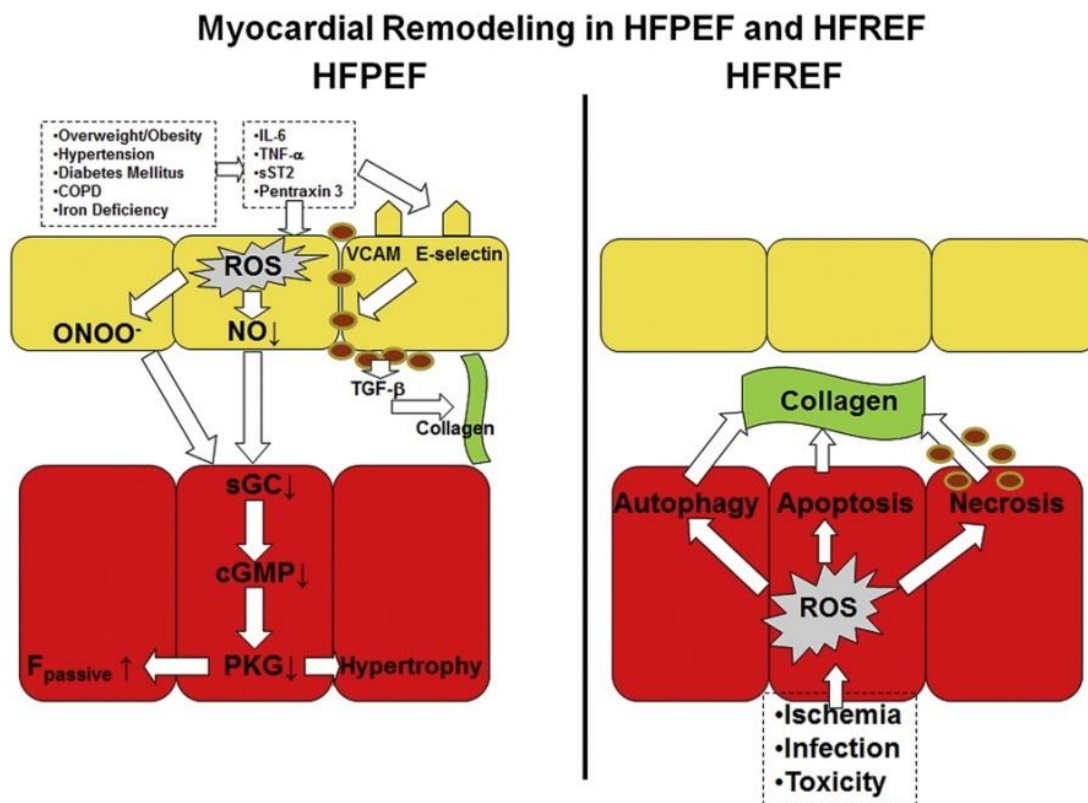 Myocardial Remodeling in HFPEF and HFREF
HFPEF
•Overweight/Obesity
•Hypertension
•Diabetes Mellitus
•COPD
•Iron Deficiency
•IL-6
•TNF-α
•sST2
•Pentraxin 3
VCAM
E-selectin
ROS
ONOO⁻
NO↓
TGF-β
Collagen
sGC↓
cGMP↓
F passive ↑
PKG↓
Hypertrophy
HFREF
Collagen
Autophagy
Apoptosis
Necrosis
ROS
•Ischemia
•Infection
•Toxicity